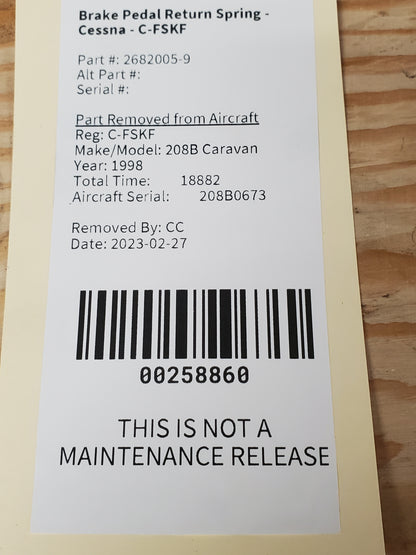 Brake Pedal Return Spring -
Cessna - C-FSKF
Part #: 2682005-9
Alt Part #:
Serial #:
Part Removed from Aircraft
Reg: C-FSKF
Make/Model: 208B Caravan
Year: 1998
Total Time: 18882
Aircraft Serial: 208B0673
Removed By: CC
Date: 2023-02-27
00258860
THIS IS NOT A
MAINTENANCE RELEASE